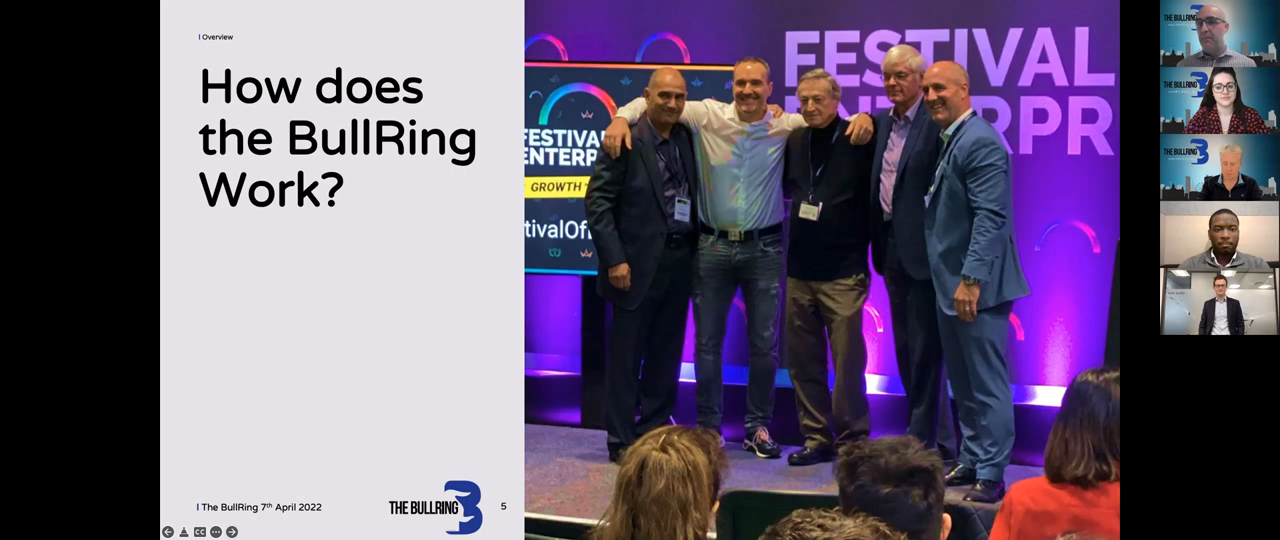 Overview
How does
the BullRing
Work?
The BullRing 7th April 2022
THE BULLRING
5
FESTIVAL
ENTERPR
FESTIVAL
ENTERP
GROWTH
tivalOf
CC
THE BULLRING
THE BULLRING
THE BULLRING